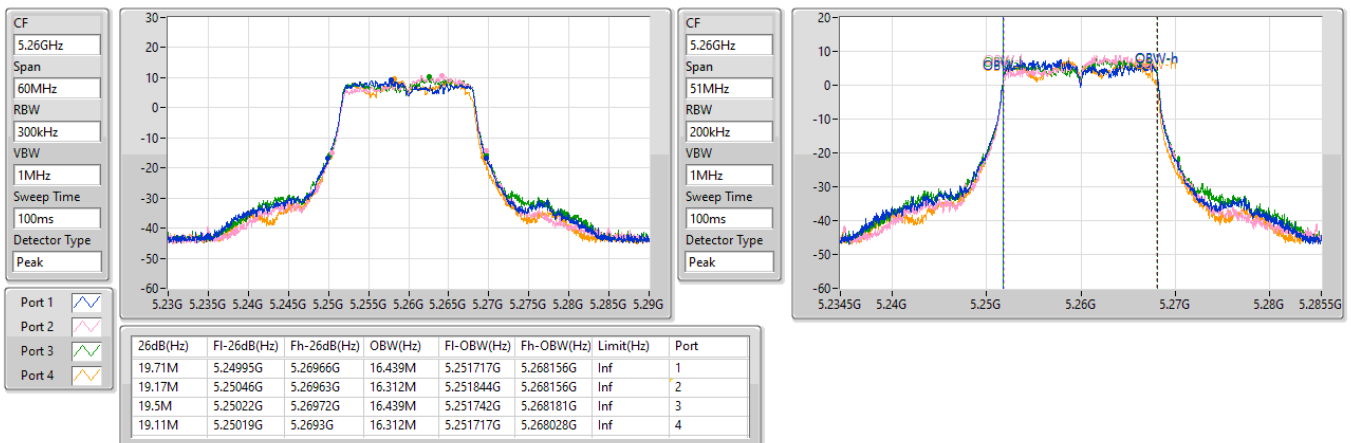 CF
5.26GHz
Span
60MHz
RBW
300kHz
VBW
1MHz
Sweep Time
100ms
Detector Type
Peak
30
20
10
0
-10
-20
-30
-40
-50
-60
5.23G 5.235G 5.24G 5.245G 5.25G 5.255G 5.26G 5.265G 5.27G 5.275G 5.28G 5.285G 5.29G
CF
5.26GHz
Span
51MHz
RBW
200kHz
VBW
1MHz
Sweep Time
100ms
Detector Type
Peak
20
10
0
-10
-20
-30
-40
-50
-60
OBW-h
5.2345G 5.24G 5.25G 5.26G 5.27G 5.28G 5.2855G
Port 1
Port 2
Port 3
Port 4
26dB(Hz) Fl-26dB(Hz) Fh-26dB(Hz) OBW(Hz) Fl-OBW(Hz) Fh-OBW(Hz) Limit(Hz) Port
19.71M 5.24995G 5.26966G 16.439M 5.251717G 5.268156G Inf 1
19.17M 5.25046G 5.26963G 16.312M 5.251844G 5.268156G Inf 2
19.5M 5.25022G 5.26972G 16.439M 5.251742G 5.268181G Inf 3
19.11M 5.25019G 5.2693G 16.312M 5.251717G 5.268028G Inf 4